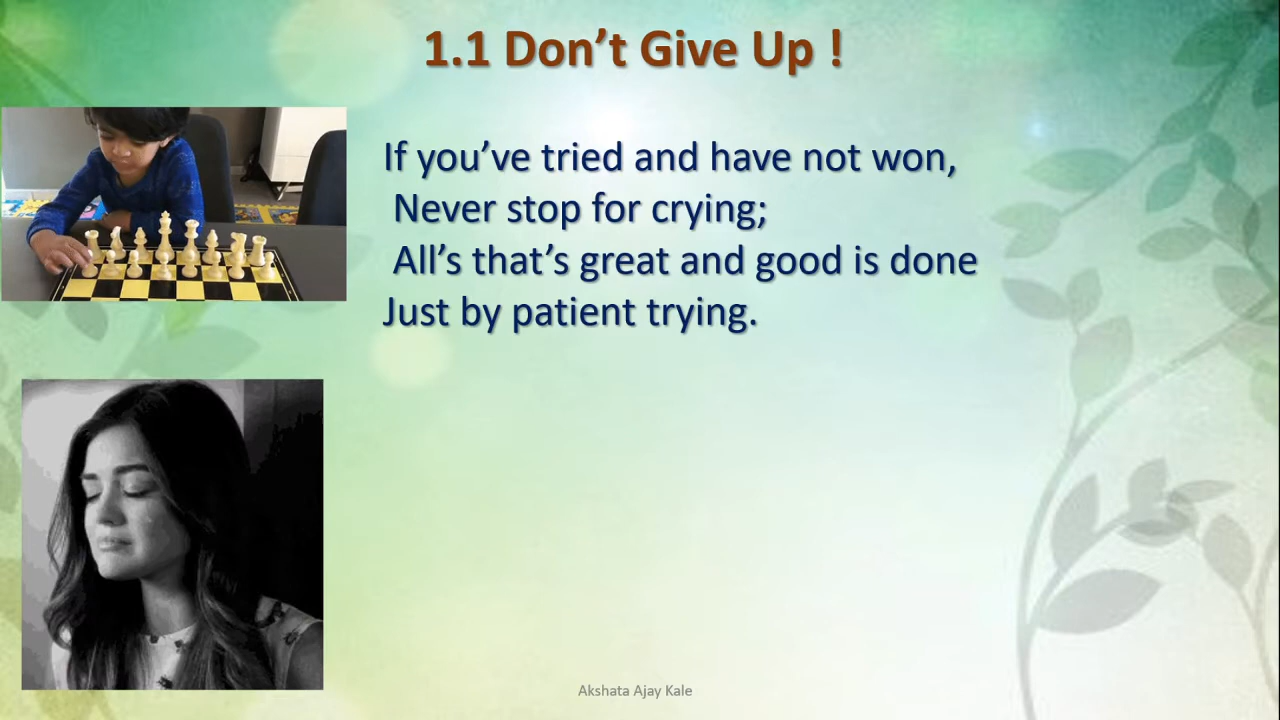 1.1 Don’t Give Up !
If you’ve tried and have not won,
Never stop for crying;
All’s that’s great and good is done
Just by patient trying.
Akshata Ajay Kale